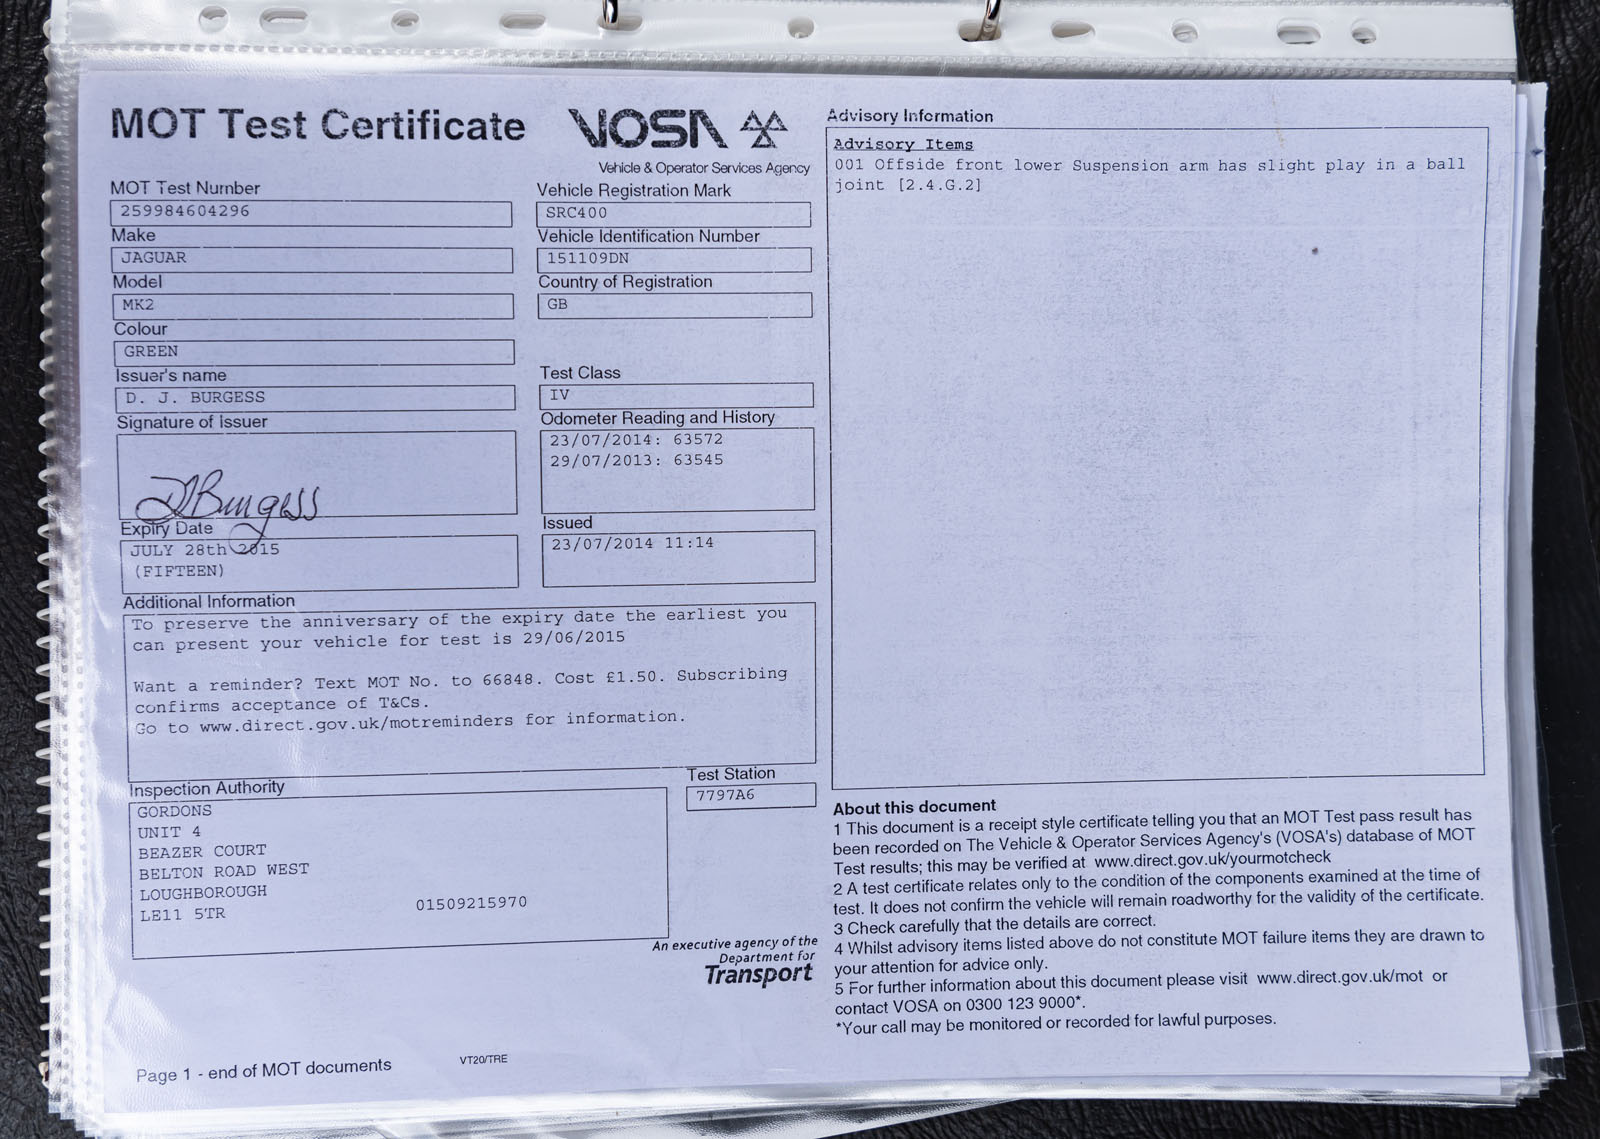 MOT Test Certificate
VOSA
Vehicle & Operator Services Agency
MOT Test Number
259984604296
Make
JAGUAR
Model
MK2
Colour
GREEN
Issuer's name
D. J. BURGESS
Signature of Issuer
DJBurgess
Expiry Date
JULY 28th 2015
(FIFTEEN)
Vehicle Registration Mark
SRC400
Vehicle Identification Number
151109DN
Country of Registration
GB
Test Class
IV
Odometer Reading and History
23/07/2014: 63572
29/07/2013: 63545
Issued
23/07/2014 11:14
Additional Information
To preserve the anniversary of the expiry date the earliest you
can present your vehicle for test is 29/06/2015
Want a reminder? Text MOT No. to 66848. Cost £1.50. Subscribing
confirms acceptance of T&Cs.
Go to www.direct.gov.uk/motreminders for information.
Inspection Authority
GORDONS
UNIT 4
BEAZER COURT
BELTON ROAD WEST
LOUGHBOROUGH
LE11 5TR
01509215970
Test Station
7797A6
An executive agency of the
Department for
Transport
Page 1 - end of MOT documents
VT20/TRE
Advisory Information
Advisory Items
001 Offside front lower Suspension arm has slight play in a ball
joint [2.4.G.2]
About this document
1 This document is a receipt style certificate telling you that an MOT Test pass result has
been recorded on The Vehicle & Operator Services Agency's (VOSA's) database of MOT
Test results; this may be verified at www.direct.gov.uk/yourmotcheck
2 A test certificate relates only to the condition of the components examined at the time of
test. It does not confirm the vehicle will remain roadworthy for the validity of the certificate.
3 Check carefully that the details are correct.
4 Whilst advisory items listed above do not constitute MOT failure items they are drawn to
your attention for advice only.
5 For further information about this document please visit www.direct.gov.uk/mot or
contact VOSA on 0300 123 9000*.
*Your call may be monitored or recorded for lawful purposes.